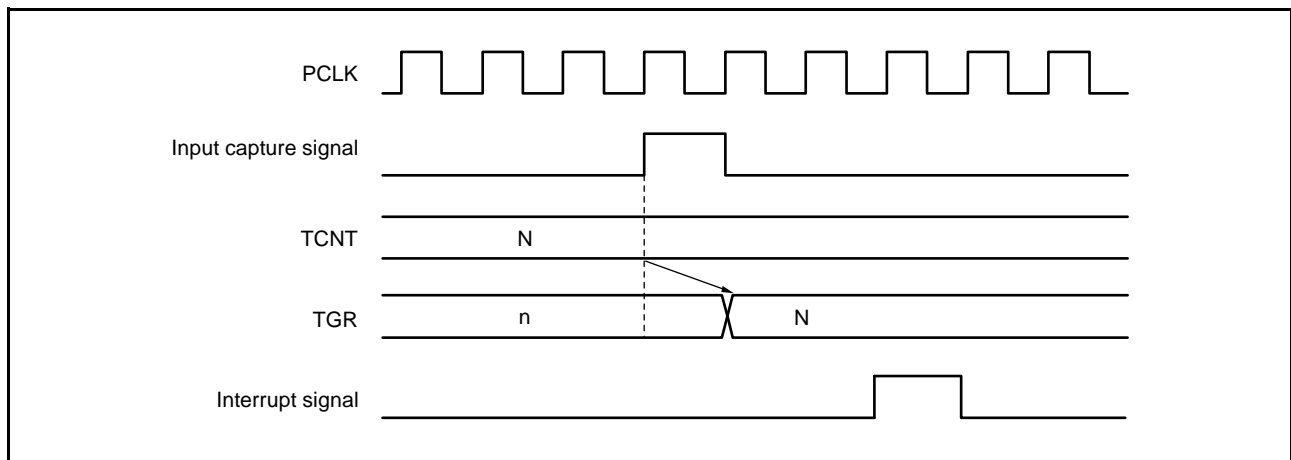 PCLK
Input capture signal
TCNT
N
TGR
n
N
Interrupt signal